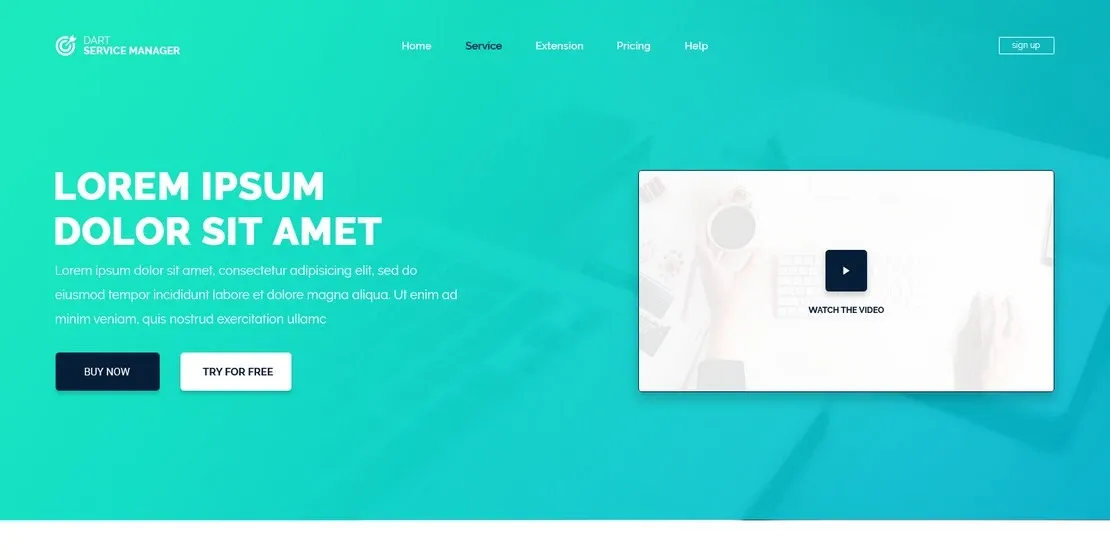 DART
SERVICE MANAGER
Home
Service
Extension
Pricing
Help
sign up
LOREM IPSUM
DOLOR SIT AMET
Lorem ipsum dolor sit amet, consectetur adipisicing elit, sed do
eiusmod tempor incididunt labore et dolore magna aliqua. Ut enim ad
minim veniam, quis nostrud exercitation ullamc
BUY NOW
TRY FOR FREE
WATCH THE VIDEO